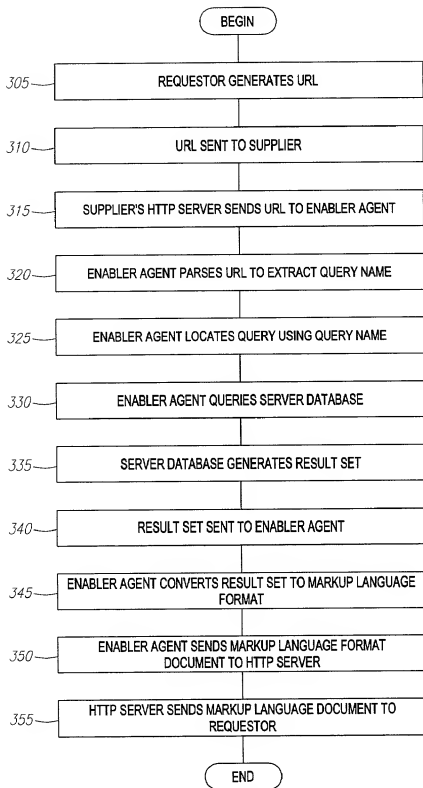 BEGIN
305
REQUESTOR GENERATES URL
310
URL SENT TO SUPPLIER
315
SUPPLIER'S HTTP SERVER SENDS URL TO ENABLER AGENT
320
ENABLER AGENT PARSES URL TO EXTRACT QUERY NAME
325
ENABLER AGENT LOCATES QUERY USING QUERY NAME
330
ENABLER AGENT QUERIES SERVER DATABASE
335
SERVER DATABASE GENERATES RESULT SET
340
RESULT SET SENT TO ENABLER AGENT
345
ENABLER AGENT CONVERTS RESULT SET TO MARKUP LANGUAGE
FORMAT
350
ENABLER AGENT SENDS MARKUP LANGUAGE FORMAT
DOCUMENT TO HTTP SERVER
355
HTTP SERVER SENDS MARKUP LANGUAGE DOCUMENT TO
REQUESTOR
END